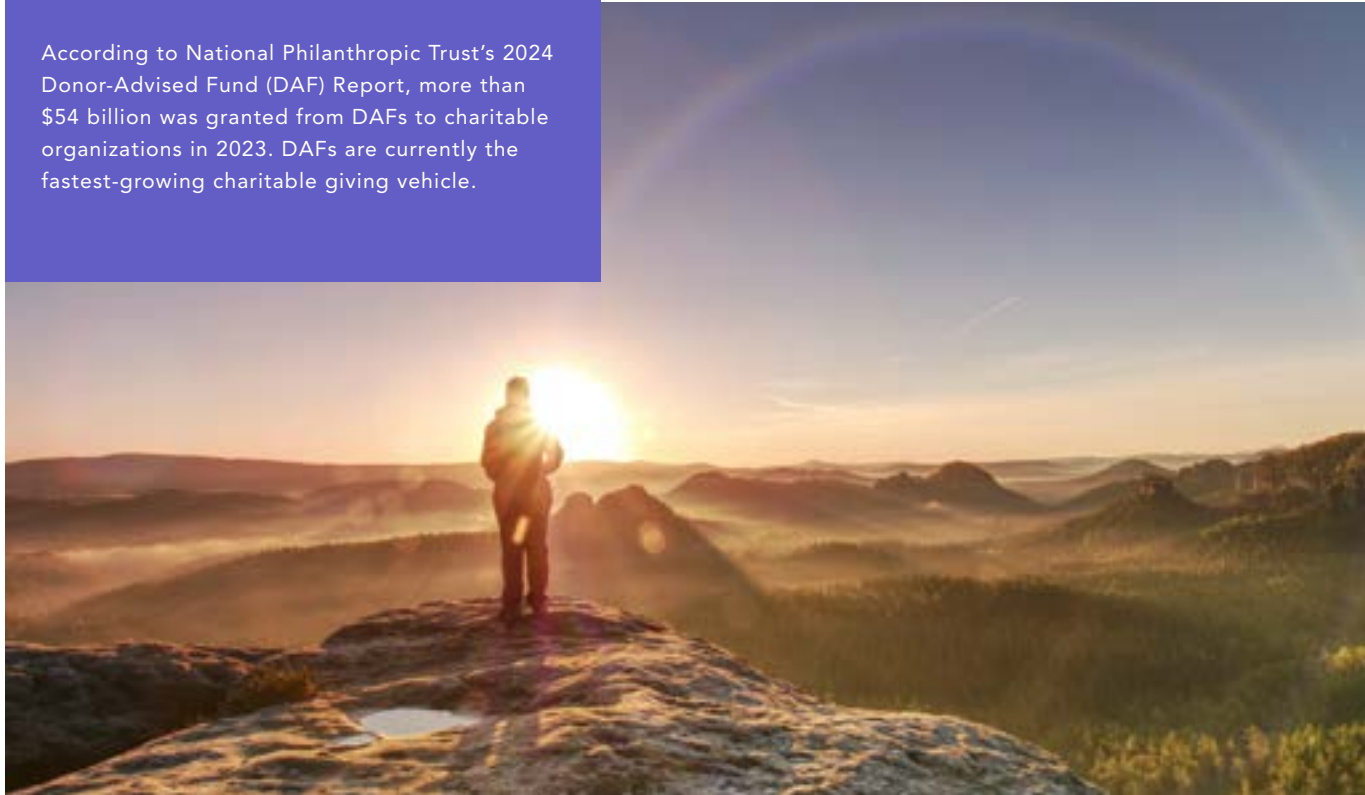 According to National Philanthropic Trust’s 2024
Donor-Advised Fund (DAF) Report, more than
$54 billion was granted from DAFs to charitable
organizations in 2023. DAFs are currently the
fastest-growing charitable giving vehicle.